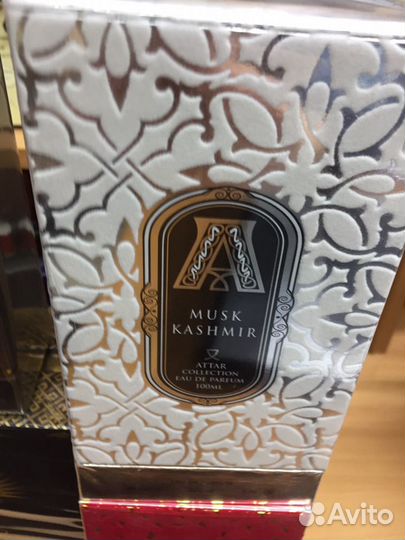 A
MUSK
KASHMIR
ATTAR
COLLECTION
EAU DE PARFUM
100ML
Avito